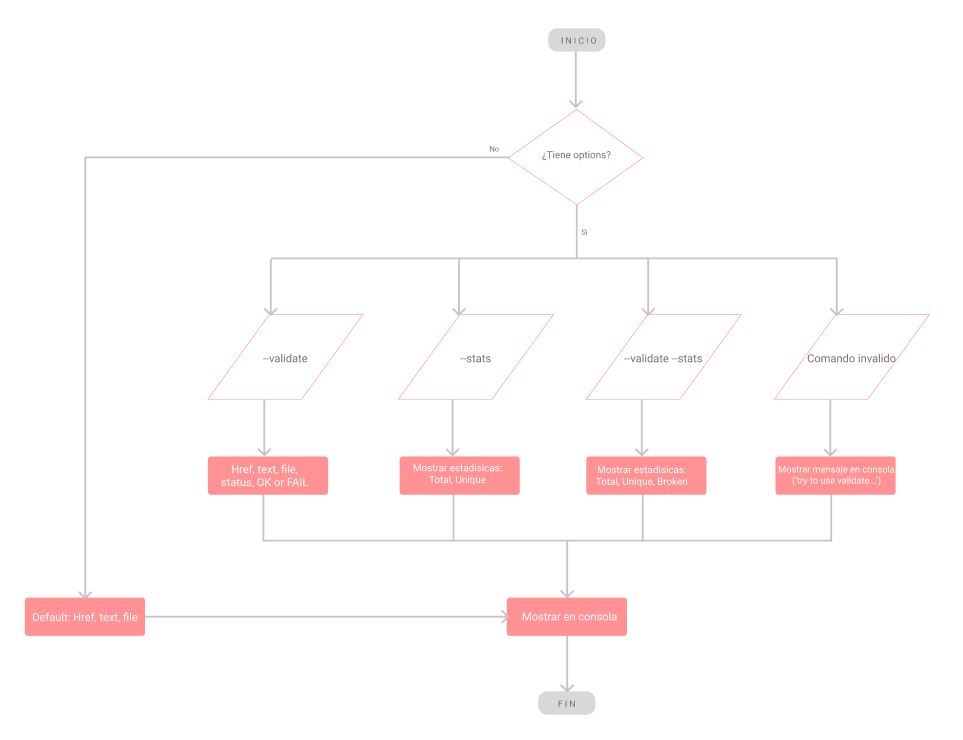 INICIO
¿Tiene options?
No
Si
--validate
--stats
--validate --stats
Comando invalido
Href, text, file,
status, OK or FAIL
Mostrar estadisicas:
Total, Unique
Mostrar estadisicas:
Total, Unique, Broken
Mostrar mensaje en consola
('try to use validate...')
Default: Href, text, file
Mostrar en consola
FIN